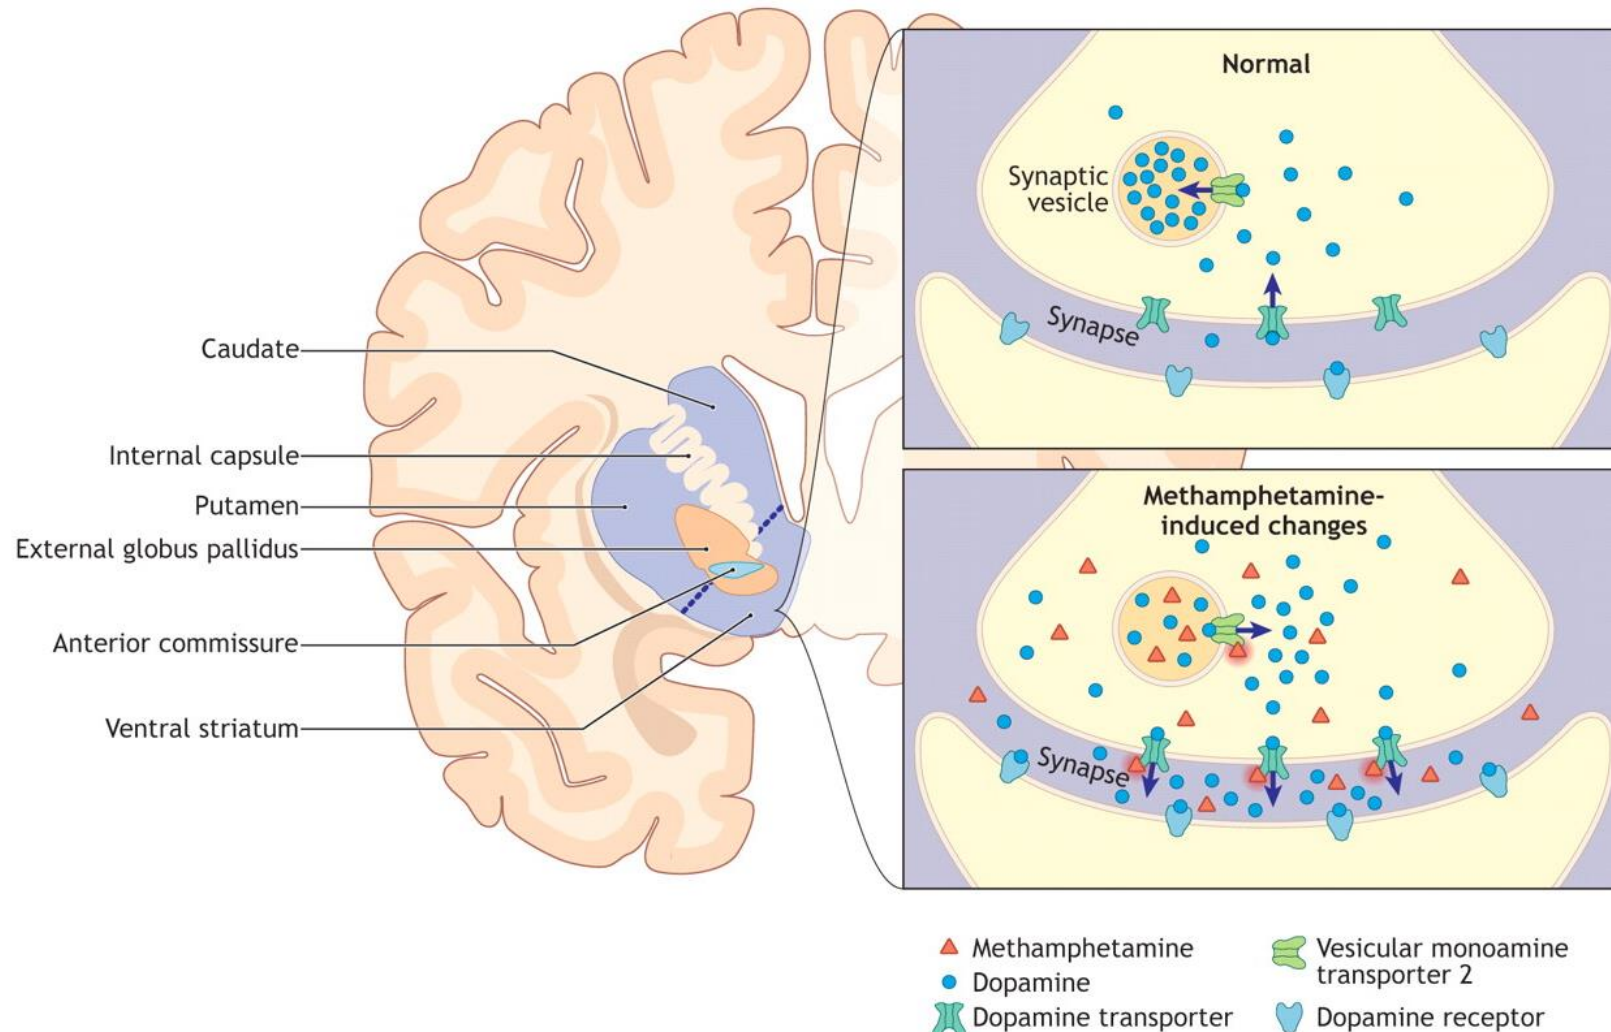 Caudate
Internal capsule
Putamen
External globus pallidus
Anterior commissure
Ventral striatum
Normal
Synaptic
vesicle
Synapse
Methamphetamine-
induced changes
Synapse
Methamphetamine
Dopamine
Dopamine transporter
Vesicular monoamine
transporter 2
Dopamine receptor